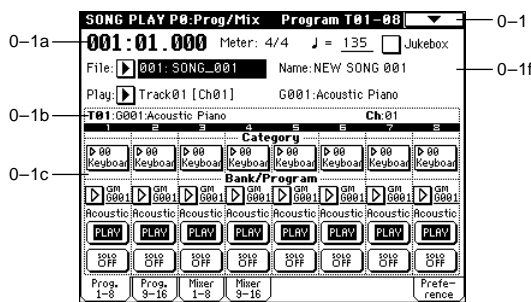 SONG PLAY P0:Prog/Mix Program T01-08
0–1
0–1a
001:01.000 Meter: 4/4 ♩ = 135 Jukebox
File: 001: SONG_001 Name:NEW SONG 001
0–1f
Play: Track01 [Ch01] G001:Acoustic Piano
0–1b
T01:G001:Acoustic Piano Ch:01
1 2 3 4 5 6 7 8
Category
00 00 00 00 00 00 00 00
Keyboar Keyboar Keyboar Keyboar Keyboar Keyboar Keyboar Keyboar
0–1c
Bank/Program
GM GM GM GM GM GM GM GM
G001 G001 G001 G001 G001 G001 G001 G001
Acoustic Acoustic Acoustic Acoustic Acoustic Acoustic Acoustic Acoustic
PLAY PLAY PLAY PLAY PLAY PLAY PLAY PLAY
SOLO SOLO SOLO SOLO SOLO SOLO SOLO SOLO
OFF OFF OFF OFF OFF OFF OFF OFF
Prog. Prog. Mixer Mixer Prefe-
1-8 9-16 1-8 9-16 rence